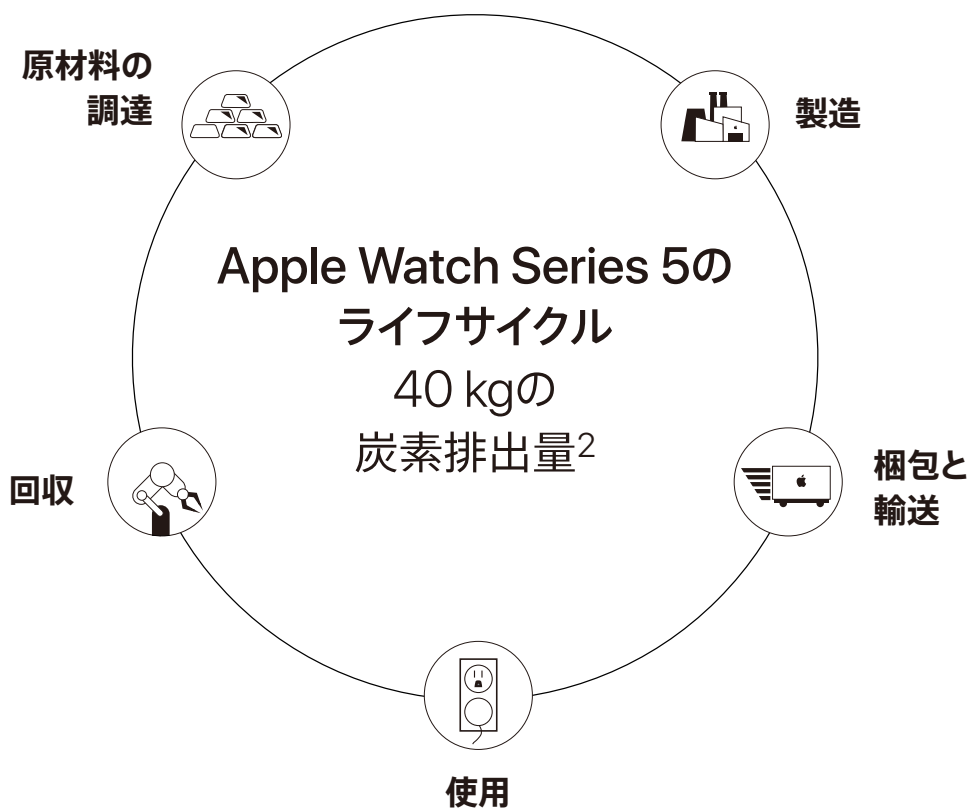 原材料の
調達
製造
Apple Watch Series 5の
ライフサイクル
40 kgの
炭素排出量2
回収
梱包と
輸送
使用